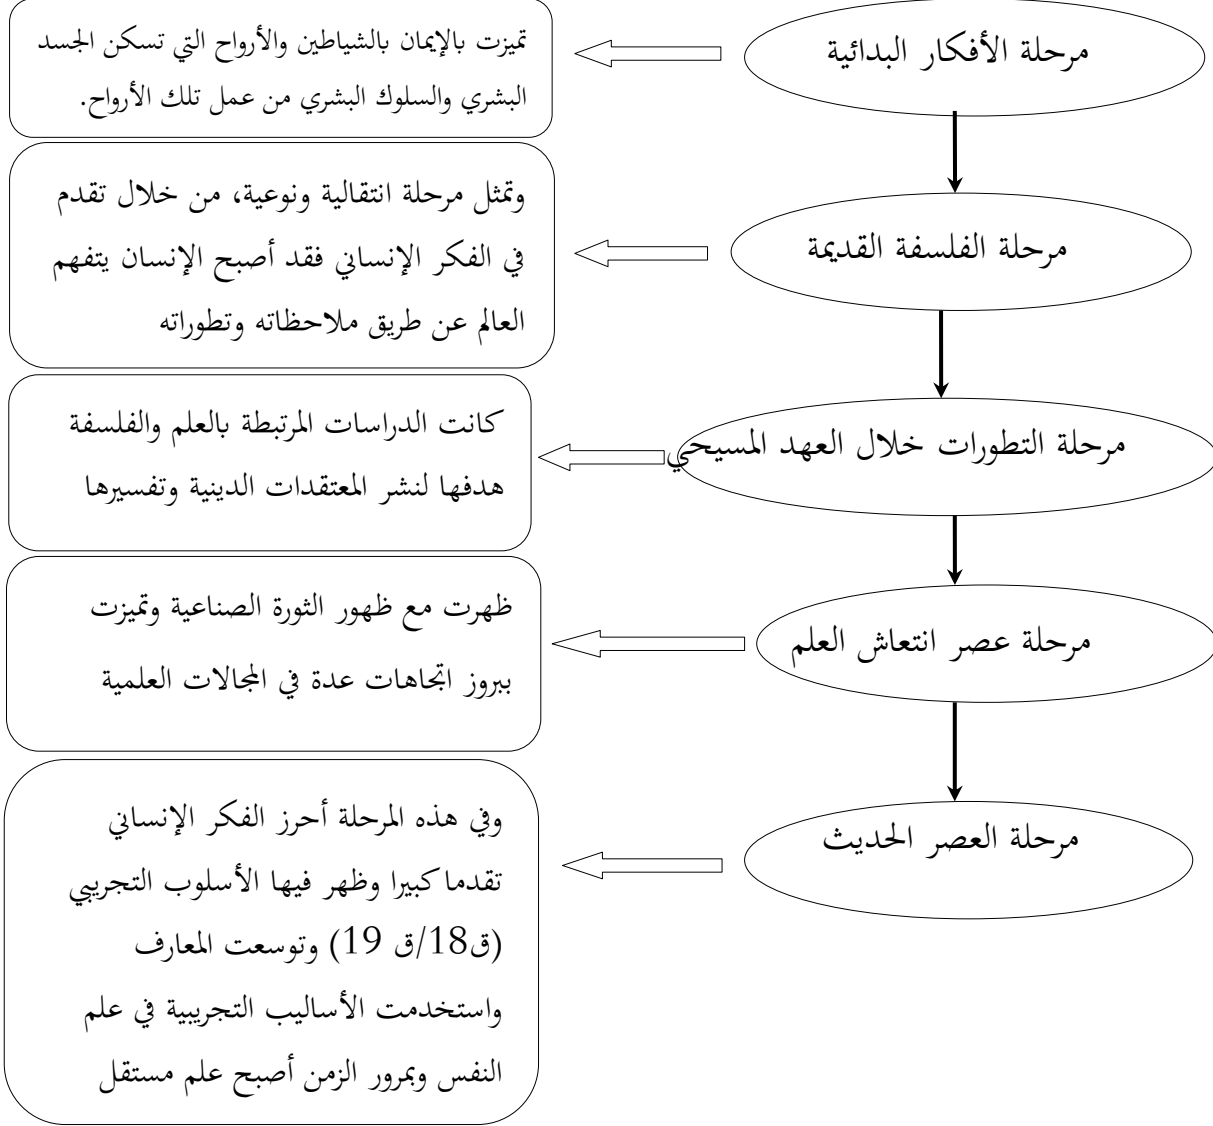 مرحلة الأفكار البدائية
تميزت بالإيمان بالشياطين والأرواح التي تسكن الجسد
البشري والسلوك البشري من عمل تلك الأرواح.
مرحلة الفلسفة القديمة
وتمثل مرحلة انتقالية ونوعية، من خلال تقدم
في الفكر الإنساني فقد أصبح الإنسان يتفهم
العالم عن طريق ملاحظاته وتطوراته
مرحلة التطورات خلال العهد المسيحي
كانت الدراسات المرتبطة بالعلم والفلسفة
هدفها لنشر المعتقدات الدينية وتفسيرها
مرحلة عصر انتعاش العلم
ظهرت مع ظهور الثورة الصناعية وتميزت
ببروز اتجاهات عدة في المجالات العلمية
مرحلة العصر الحديث
وفي هذه المرحلة أحرز الفكر الإنساني
تقدما كبيرا وظهر فيها الأسلوب التجريبي
(ق18/ق 19) وتوسعت المعارف
واستخدمت الأساليب التجريبية في علم
النفس وبمرور الزمن أصبح علم مستقل